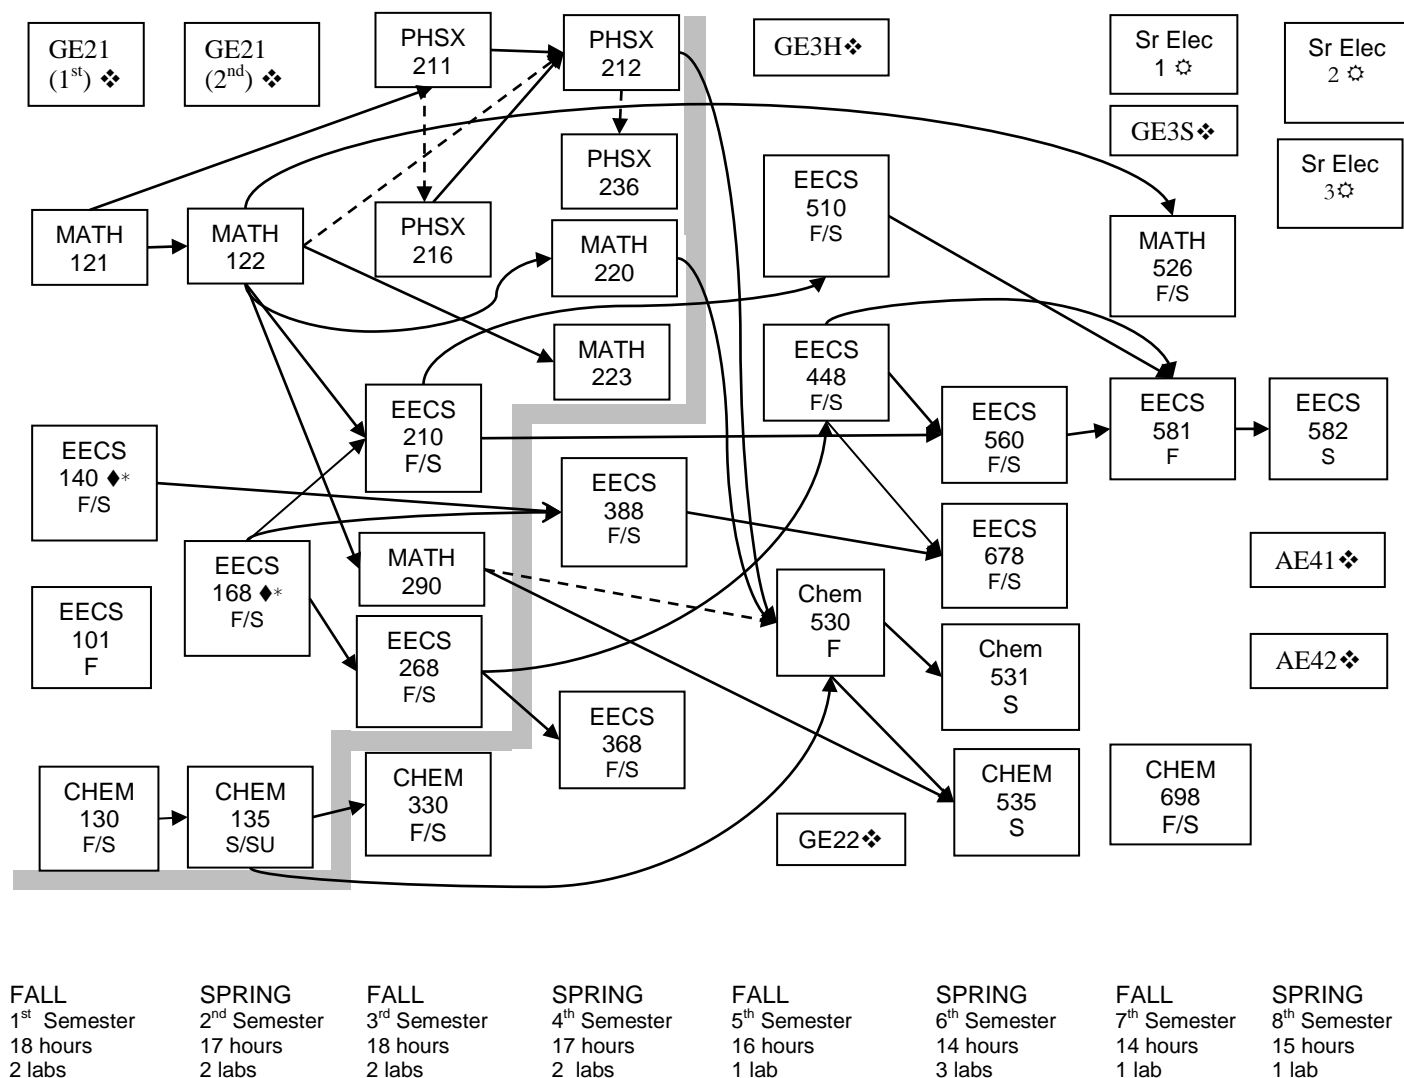 GE21
(1st) ❖
GE21
(2nd) ❖
PHSX
211
PHSX
212
GE3H❖
Sr Elec
1 ☼
Sr Elec
2 ☼
GE3S❖
PHSX
236
EECS
510
F/S
Sr Elec
3☼
MATH
121
MATH
122
PHSX
216
MATH
220
MATH
526
F/S
MATH
223
EECS
448
F/S
EECS
210
F/S
EECS
560
F/S
EECS
581
F
EECS
582
S
EECS
140 ♦*
F/S
EECS
388
F/S
EECS
678
F/S
EECS
168 ♦*
F/S
MATH
290
AE41❖
EECS
101
F
Chem
530
F
EECS
268
F/S
Chem
531
S
AE42❖
EECS
368
F/S
CHEM
130
F/S
CHEM
135
S/SU
CHEM
330
F/S
GE22❖
CHEM
535
S
CHEM
698
F/S
FALL
1st Semester
18 hours
2 labs
SPRING
2nd Semester
17 hours
2 labs
FALL
3rd Semester
18 hours
2 labs
SPRING
4th Semester
17 hours
2 labs
FALL
5th Semester
16 hours
1 lab
SPRING
6th Semester
14 hours
3 labs
FALL
7th Semester
14 hours
1 lab
SPRING
8th Semester
15 hours
1 lab